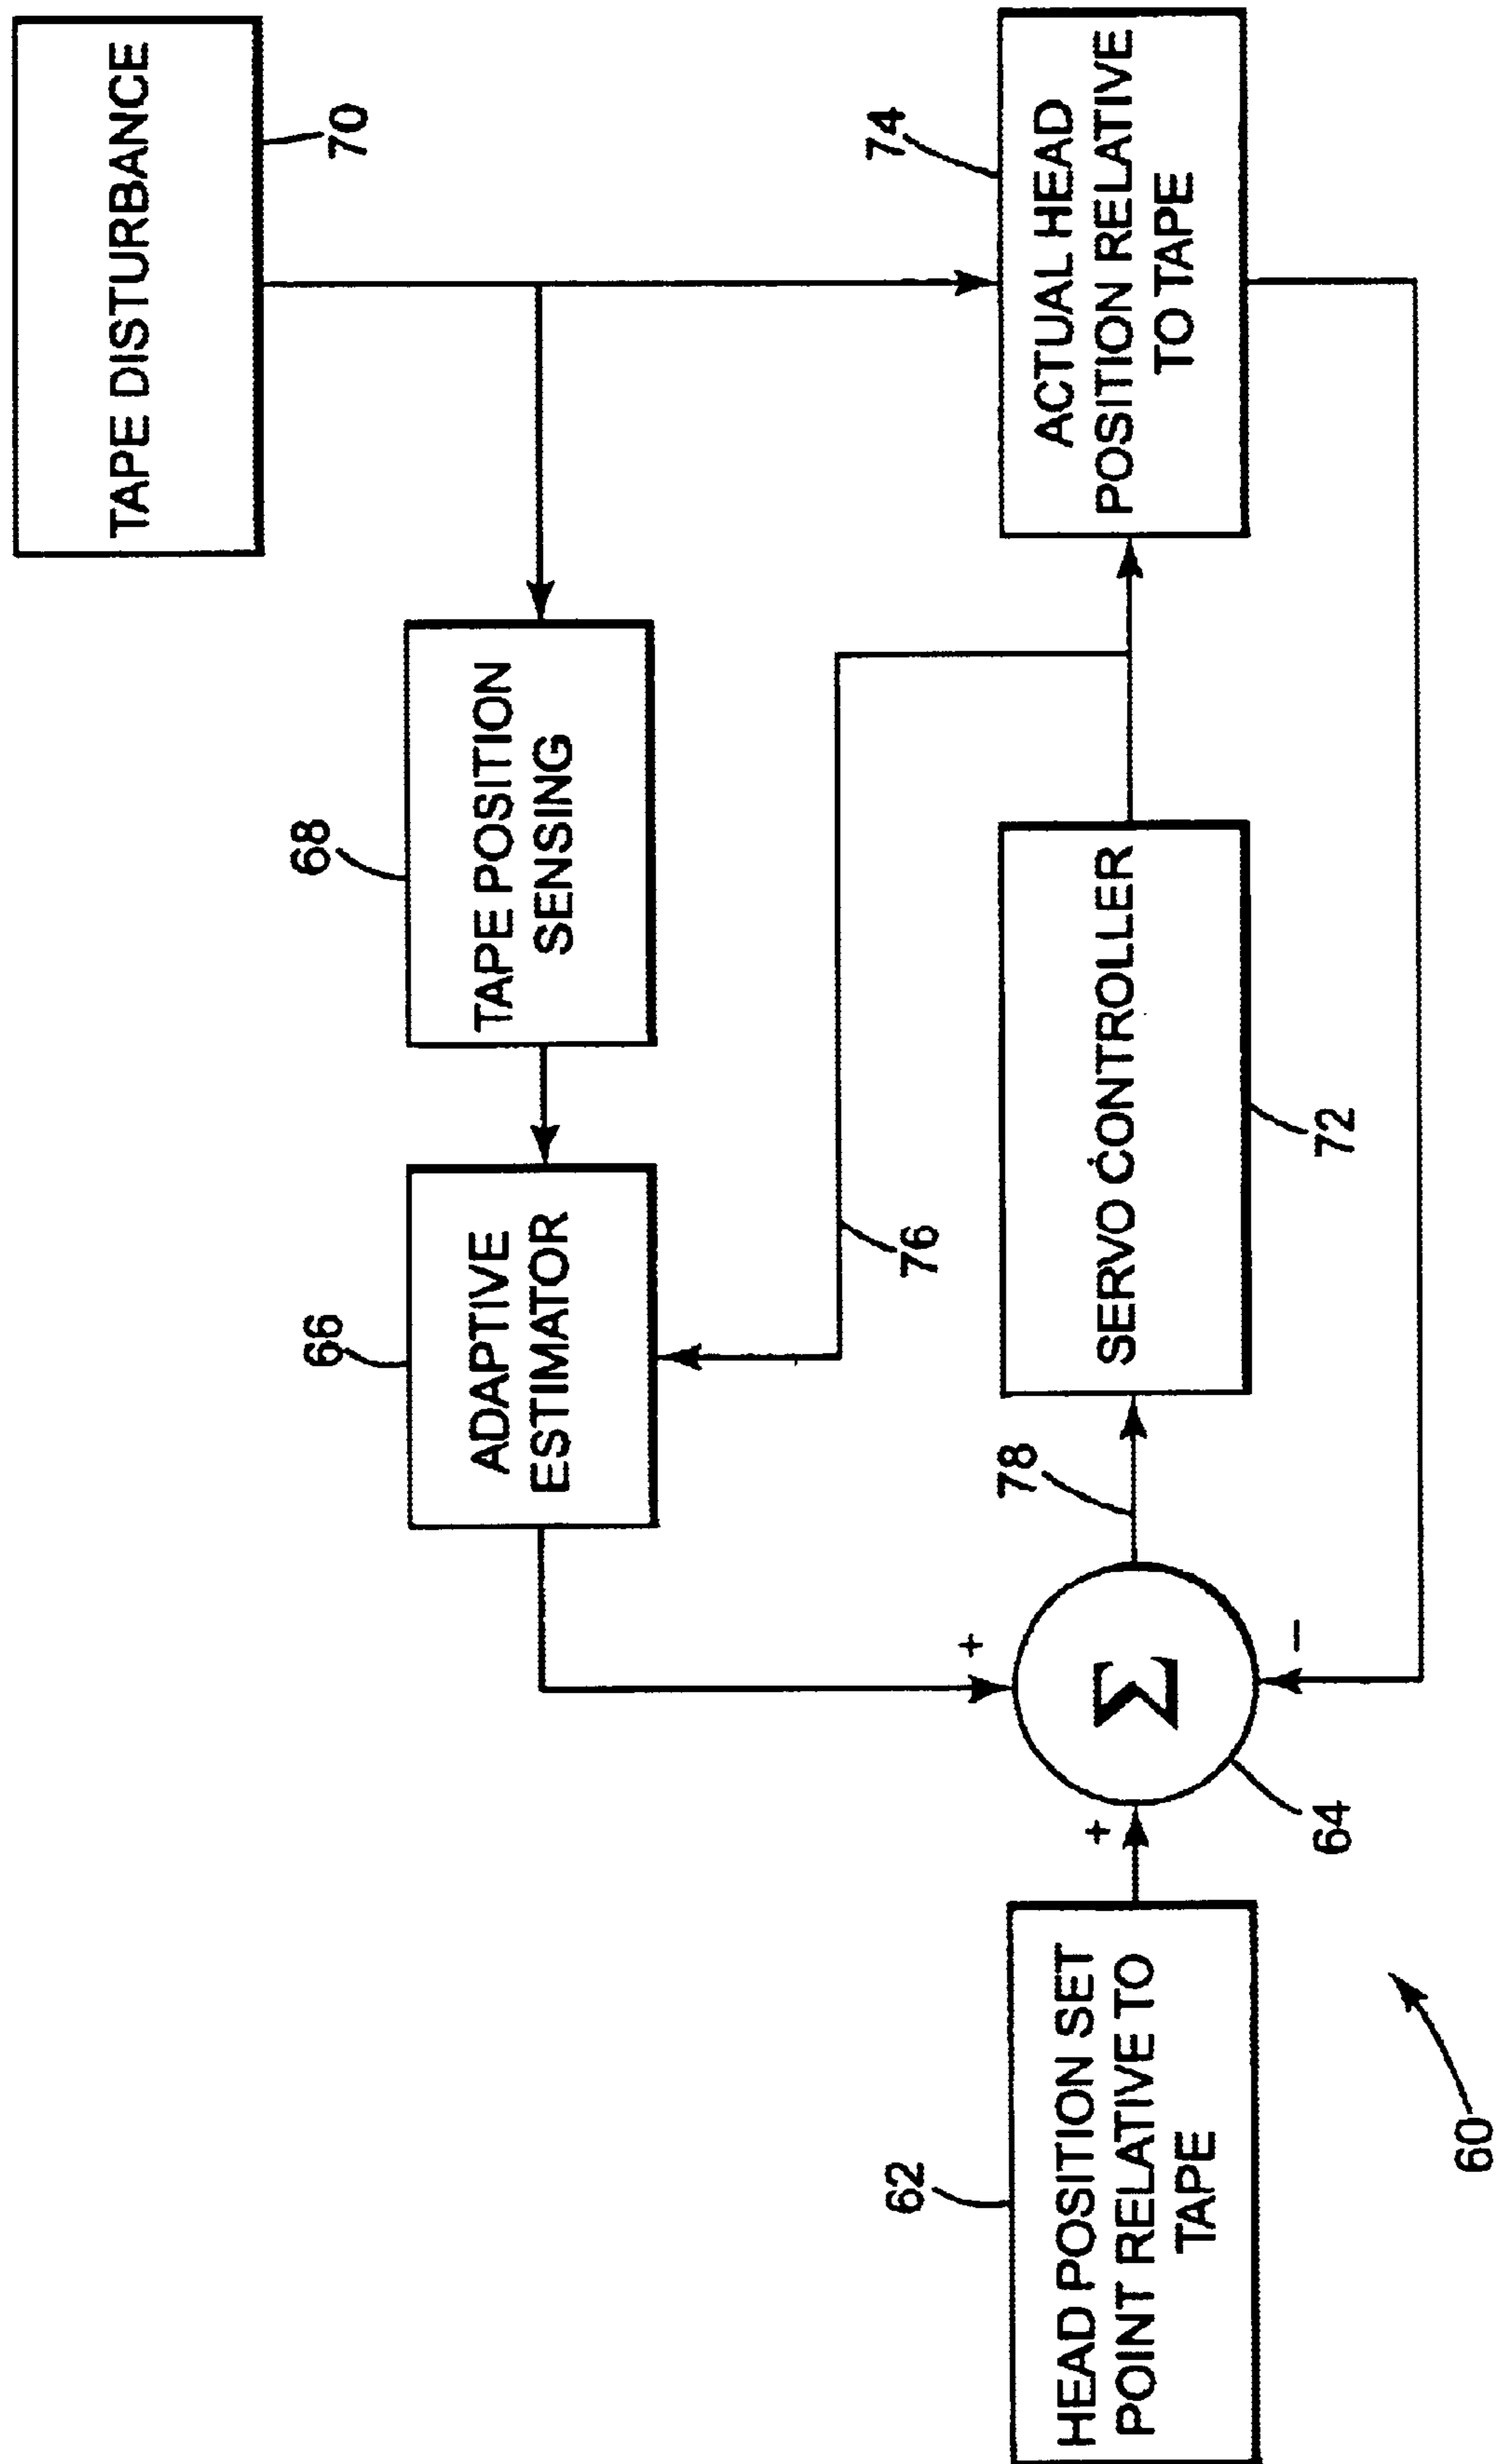 TAPE DISTURBANCE
70
68
TAPE POSITION
SENSING
66
ADAPTIVE
ESTIMATOR
76
74
ACTUAL HEAD
POSITION RELATIVE
TO TAPE
SERVO CONTROLLER
72
78
+
−
Σ
64
+
62
HEAD POSITION SET
POINT RELATIVE TO
TAPE
60